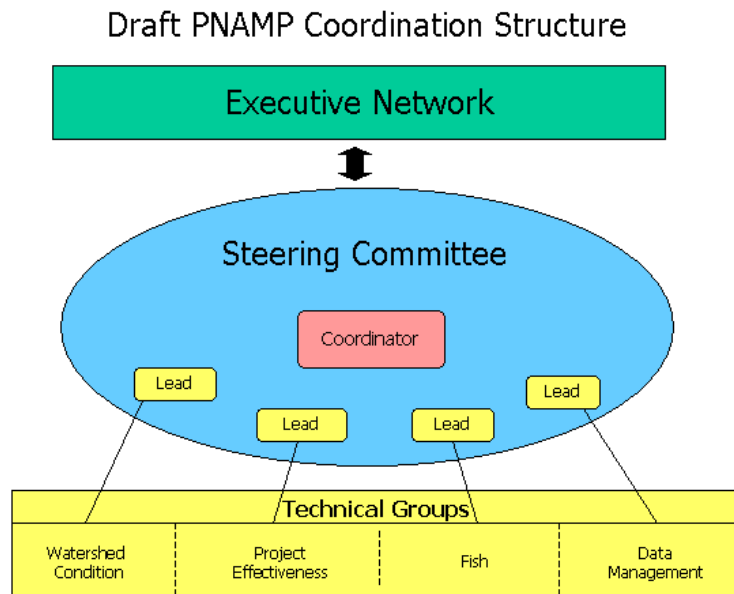 Draft PNAMP Coordination Structure
Executive Network
Steering Committee
Coordinator
Lead
Lead
Lead
Lead
Technical Groups
Watershed
Condition
Project
Effectiveness
Fish
Data
Management